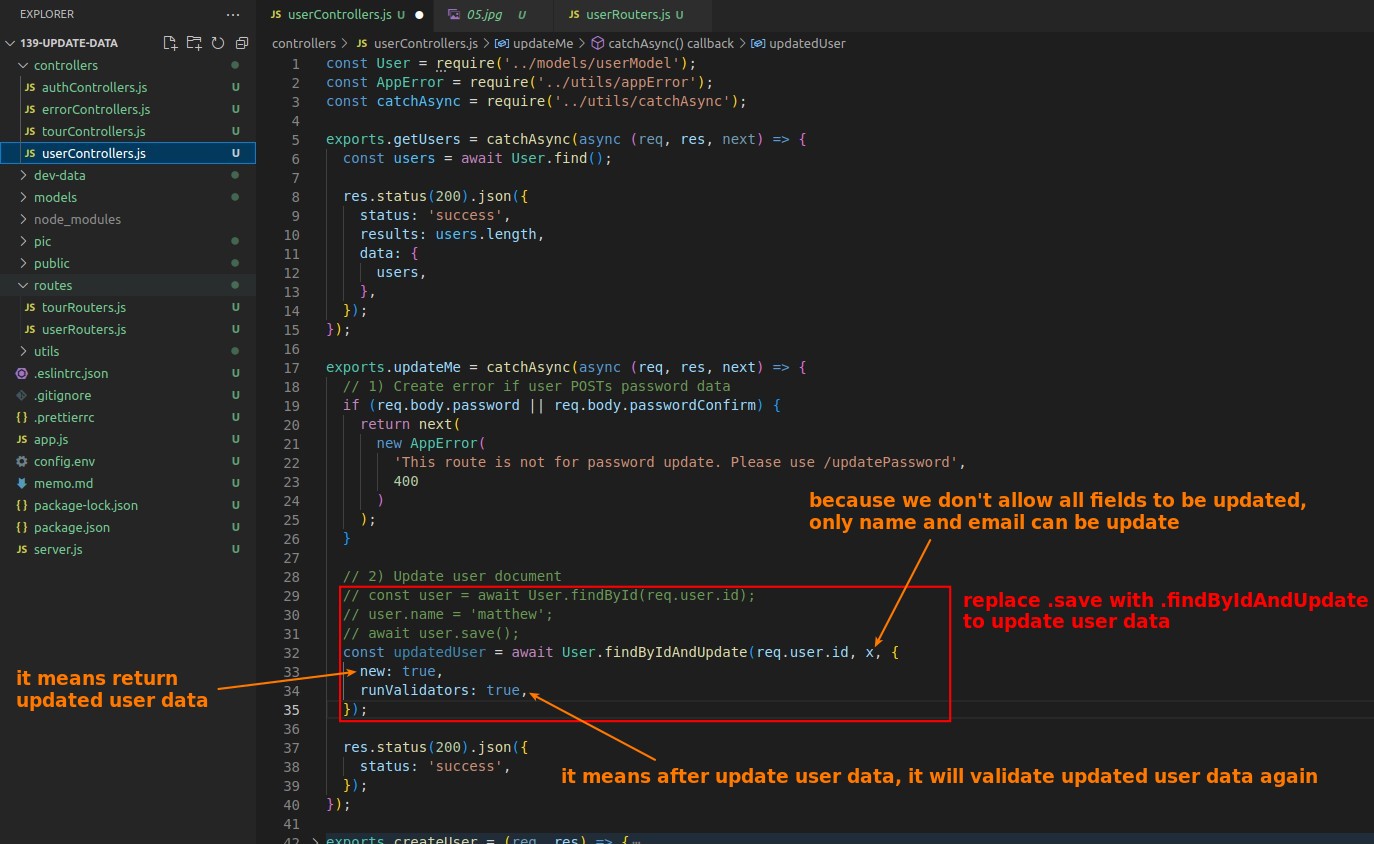 EXPLORER
...
139-UPDATE-DATA
controllers
JS authControllers.js U
JS errorControllers.js U
JS tourControllers.js U
JS userControllers.js U
dev-data
models
node_modules
pic
public
routes
JS tourRouters.js U
JS userRouters.js U
utils
.eslintrc.json U
.gitignore U
{} .prettierrc U
JS app.js U
config.env U
memo.md U
{} package-lock.json U
{} package.json U
JS server.js U
JS userControllers.js U ●
05.jpg U
JS userRouters.js U
controllers > JS userControllers.js > updateMe > catchAsync() callback > updatedUser
1 const User = require('../models/userModel');
2 const AppError = require('../utils/appError');
3 const catchAsync = require('../utils/catchAsync');
4
5 exports.getUsers = catchAsync(async (req, res, next) => {
6 const users = await User.find();
7
8 res.status(200).json({
9 status: 'success',
10 results: users.length,
11 data: {
12 users,
13 },
14 });
15 });
16
17 exports.updateMe = catchAsync(async (req, res, next) => {
18 // 1) Create error if user POSTs password data
19 if (req.body.password || req.body.passwordConfirm) {
20 return next(
21 new AppError(
22 'This route is not for password update. Please use /updatePassword',
23 400
24 )
25 );
26 }
27
28 // 2) Update user document
29 // const user = await User.findById(req.user.id);
30 // user.name = 'matthew';
31 // await user.save();
32 const updatedUser = await User.findByIdAndUpdate(req.user.id, x, {
33 new: true,
34 runValidators: true,
35 });
36
37 res.status(200).json({
38 status: 'success',
39 });
40 });
41
42 exports.createUser = (req, res) => {…
because we don't allow all fields to be updated,
only name and email can be update
replace .save with .findByIdAndUpdate
to update user data
it means return
updated user data
it means after update user data, it will validate updated user data again